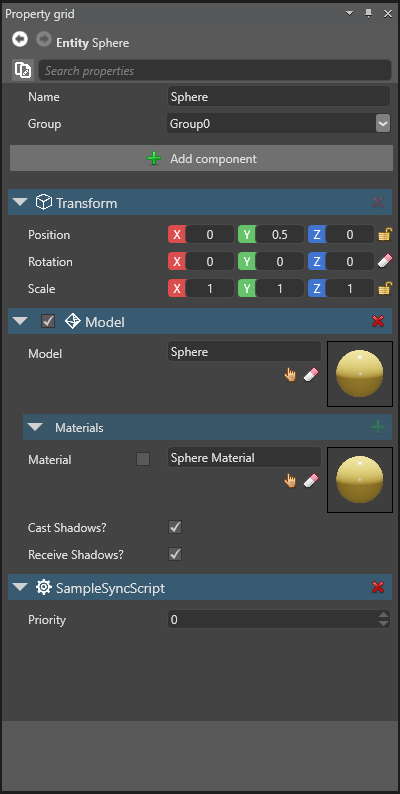 Property grid
Entity Sphere
Search properties
Name Sphere
Group Group0
Add component
Transform
Position X 0 Y 0.5 Z 0
Rotation X 0 Y 0 Z 0
Scale X 1 Y 1 Z 1
Model
Model Sphere
Materials
Material Sphere Material
Cast Shadows?
Receive Shadows?
SampleSyncScript
Priority 0